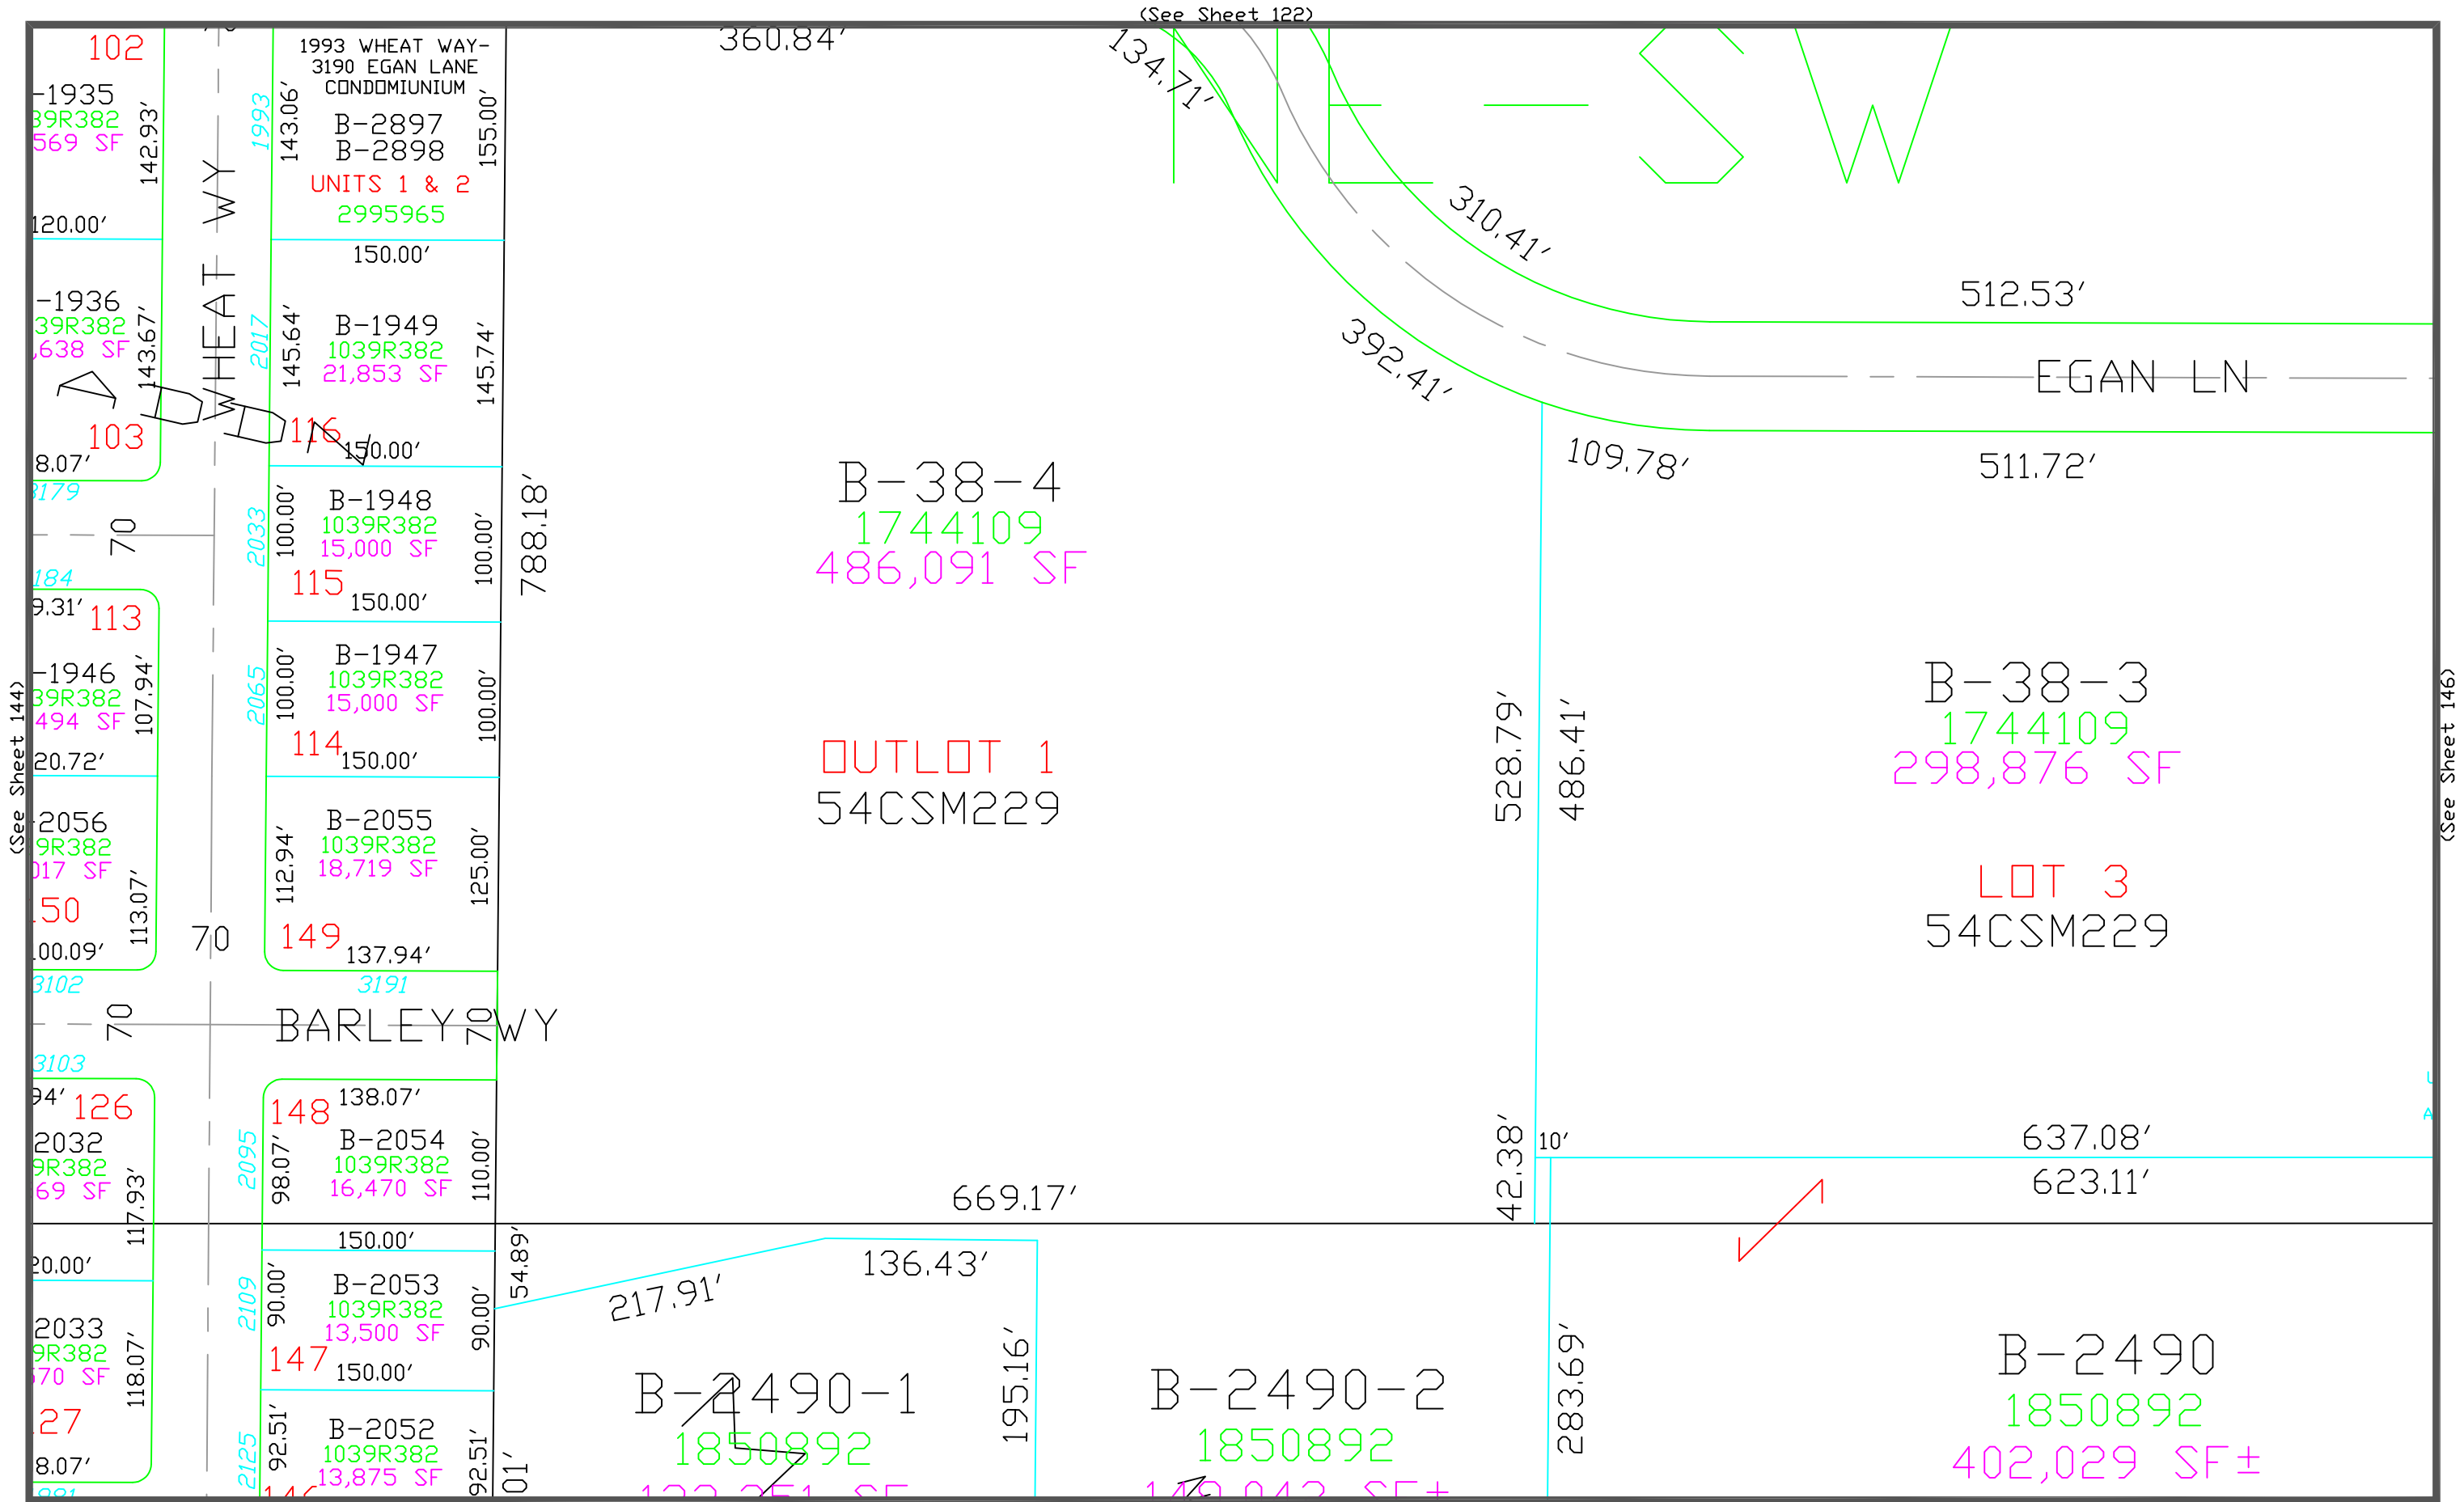 (See Sheet 122)
(See Sheet 144)
(See Sheet 146)
102
-1935
39R382
569 SF
142.93'
120.00'
-1936
39R382
,638 SF
143.67'
103
8.07'
3179
70
184
9.31'
113
-1946
39R382
494 SF
107.94'
20.72'
-2056
9R382
017 SF
150
113.07'
100.09'
3102
70
3103
94'
126
2032
9R382
69 SF
117.93'
20.00'
2033
9R382
570 SF
118.07'
27
8.07'
WHEAT WY
70
1993 WHEAT WAY-
3190 EGAN LANE
CONDOMIUNIUM
B-2897
B-2898
UNITS 1 & 2
2995965
1993
143.06'
155.00'
150.00'
B-1949
1039R382
21,853 SF
2017
145.64'
145.74'
116
150.00'
B-1948
1039R382
15,000 SF
2033
100.00'
100.00'
115
150.00'
B-1947
1039R382
15,000 SF
2065
100.00'
100.00'
114
150.00'
B-2055
1039R382
18,719 SF
112.94'
125.00'
149
137.94'
3191
BARLEY WY
70
138.07'
148
B-2054
1039R382
16,470 SF
2095
98.07'
110.00'
150.00'
B-2053
1039R382
13,500 SF
2109
90.00'
90.00'
147
150.00'
B-2052
1039R382
13,875 SF
2125
92.51'
92.51'
01'
54.89'
360.84'
134.71'
NE-SW
310.41'
392.41'
512.53'
EGAN LN
109.78'
511.72'
788.18'
B-38-4
1744109
486,091 SF
OUTLOT 1
54CSM229
528.79'
486.41'
B-38-3
1744109
298,876 SF
LOT 3
54CSM229
42.38'
10'
637.08'
623.11'
669.17'
217.91'
136.43'
195.16'
283.69'
B-2490-1
1850892
B-2490-2
1850892
B-2490
1850892
402,029 SF±